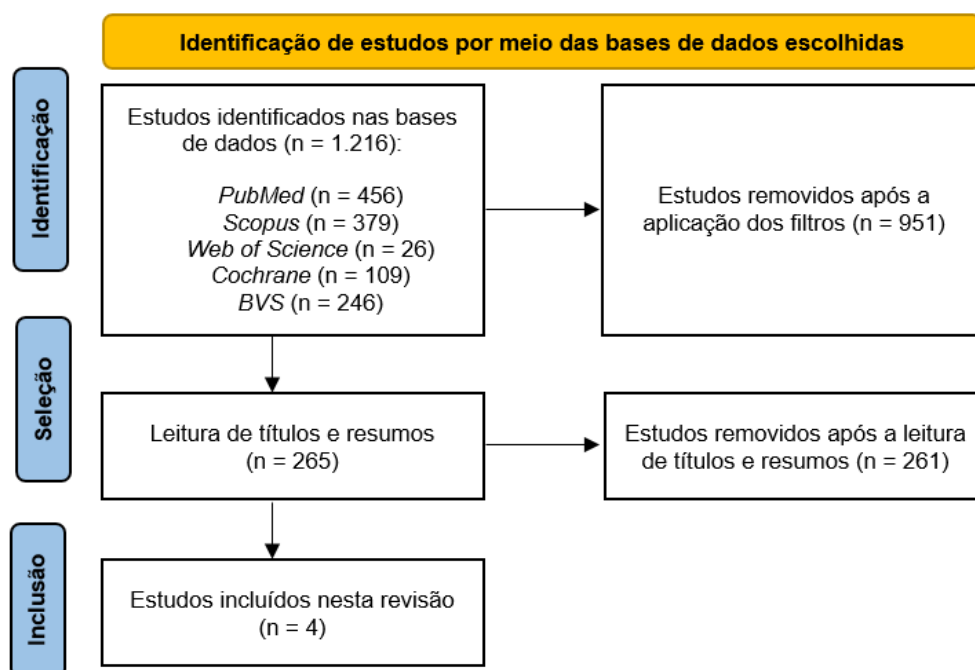 Identificação de estudos por meio das bases de dados escolhidas
Identificação
Estudos identificados nas bases
de dados (n = 1.216):
PubMed (n = 456)
Scopus (n = 379)
Web of Science (n = 26)
Cochrane (n = 109)
BVS (n = 246)
Estudos removidos após a
aplicação dos filtros (n = 951)
Seleção
Leitura de títulos e resumos
(n = 265)
Estudos removidos após a leitura
de títulos e resumos (n = 261)
Inclusão
Estudos incluídos nesta revisão
(n = 4)